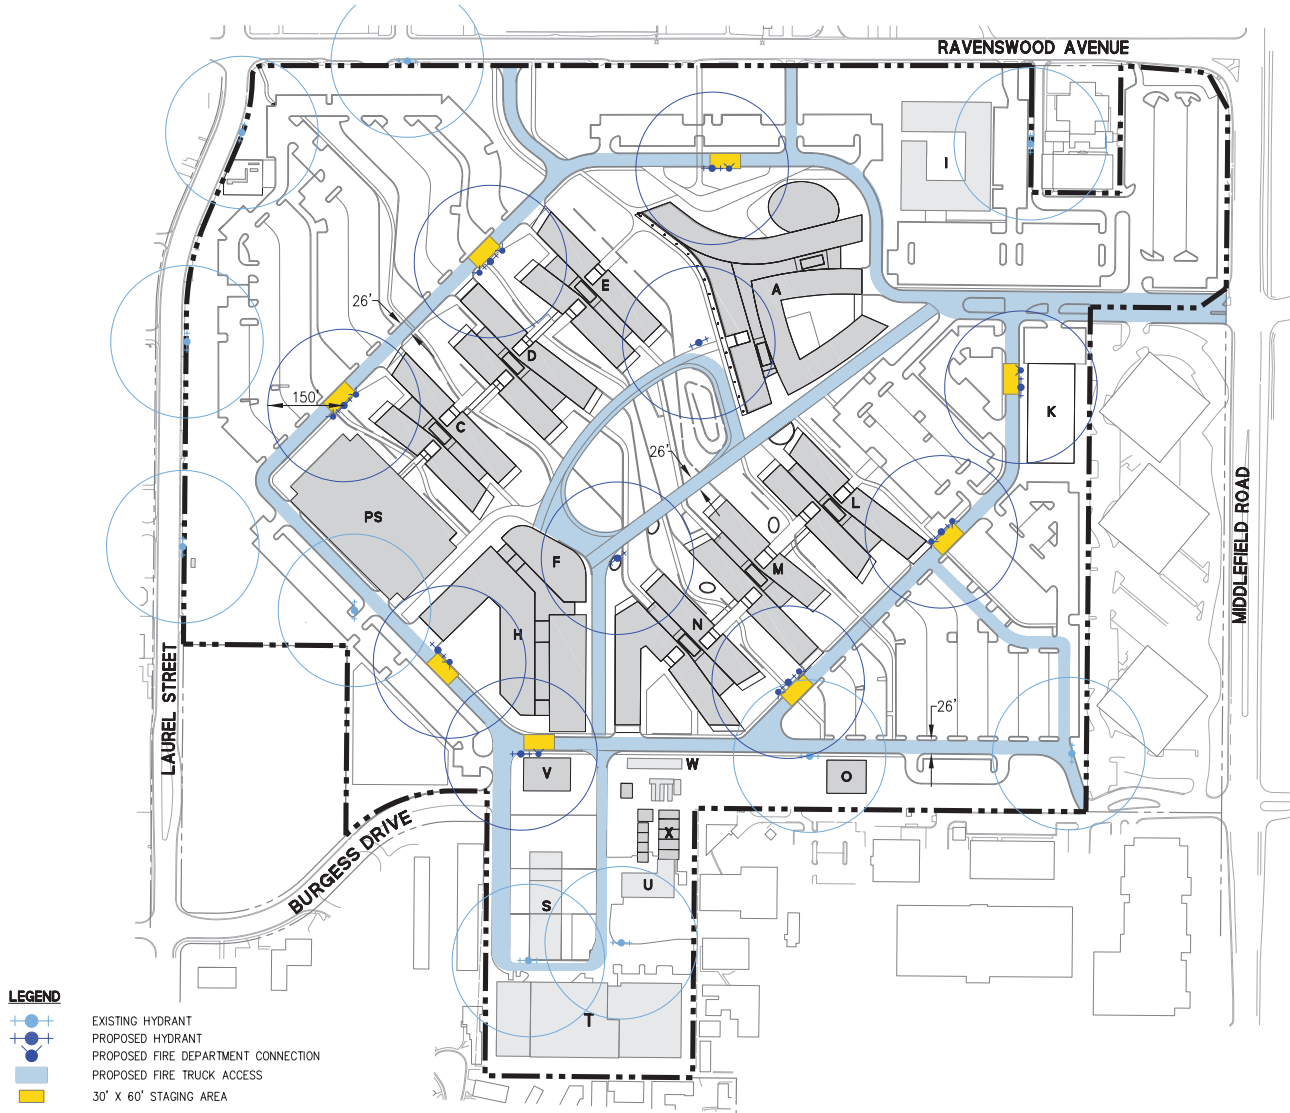 RAVENSWOOD AVENUE
I
E
A
26'
D
150'
K
C
26'
MIDDLEFIELD ROAD
L
PS
F
M
N
H
LAUREL STREET
26'
W
V
O
BURGESS DRIVE
X
U
S
T
LEGEND
EXISTING HYDRANT
PROPOSED HYDRANT
PROPOSED FIRE DEPARTMENT CONNECTION
PROPOSED FIRE TRUCK ACCESS
30' X 60' STAGING AREA